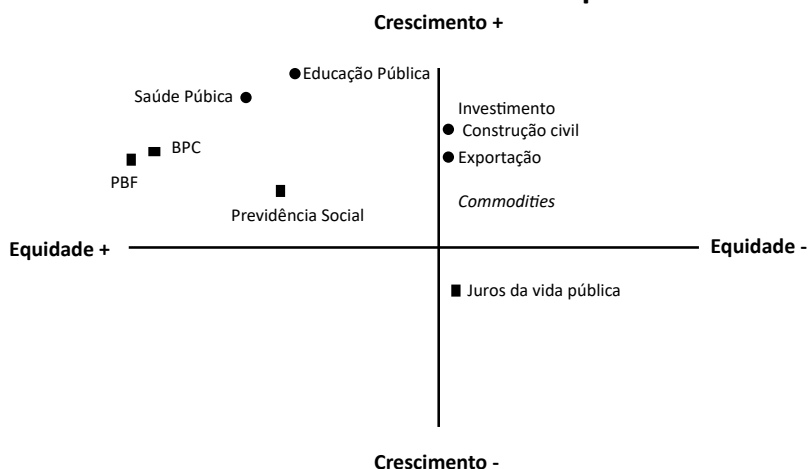 Crescimento +
Educação Pública
Saúde Púbica
Investimento
Construção civil
BPC
Exportação
PBF
Commodities
Previdência Social
Equidade +
Equidade -
Juros da vida pública
Crescimento -